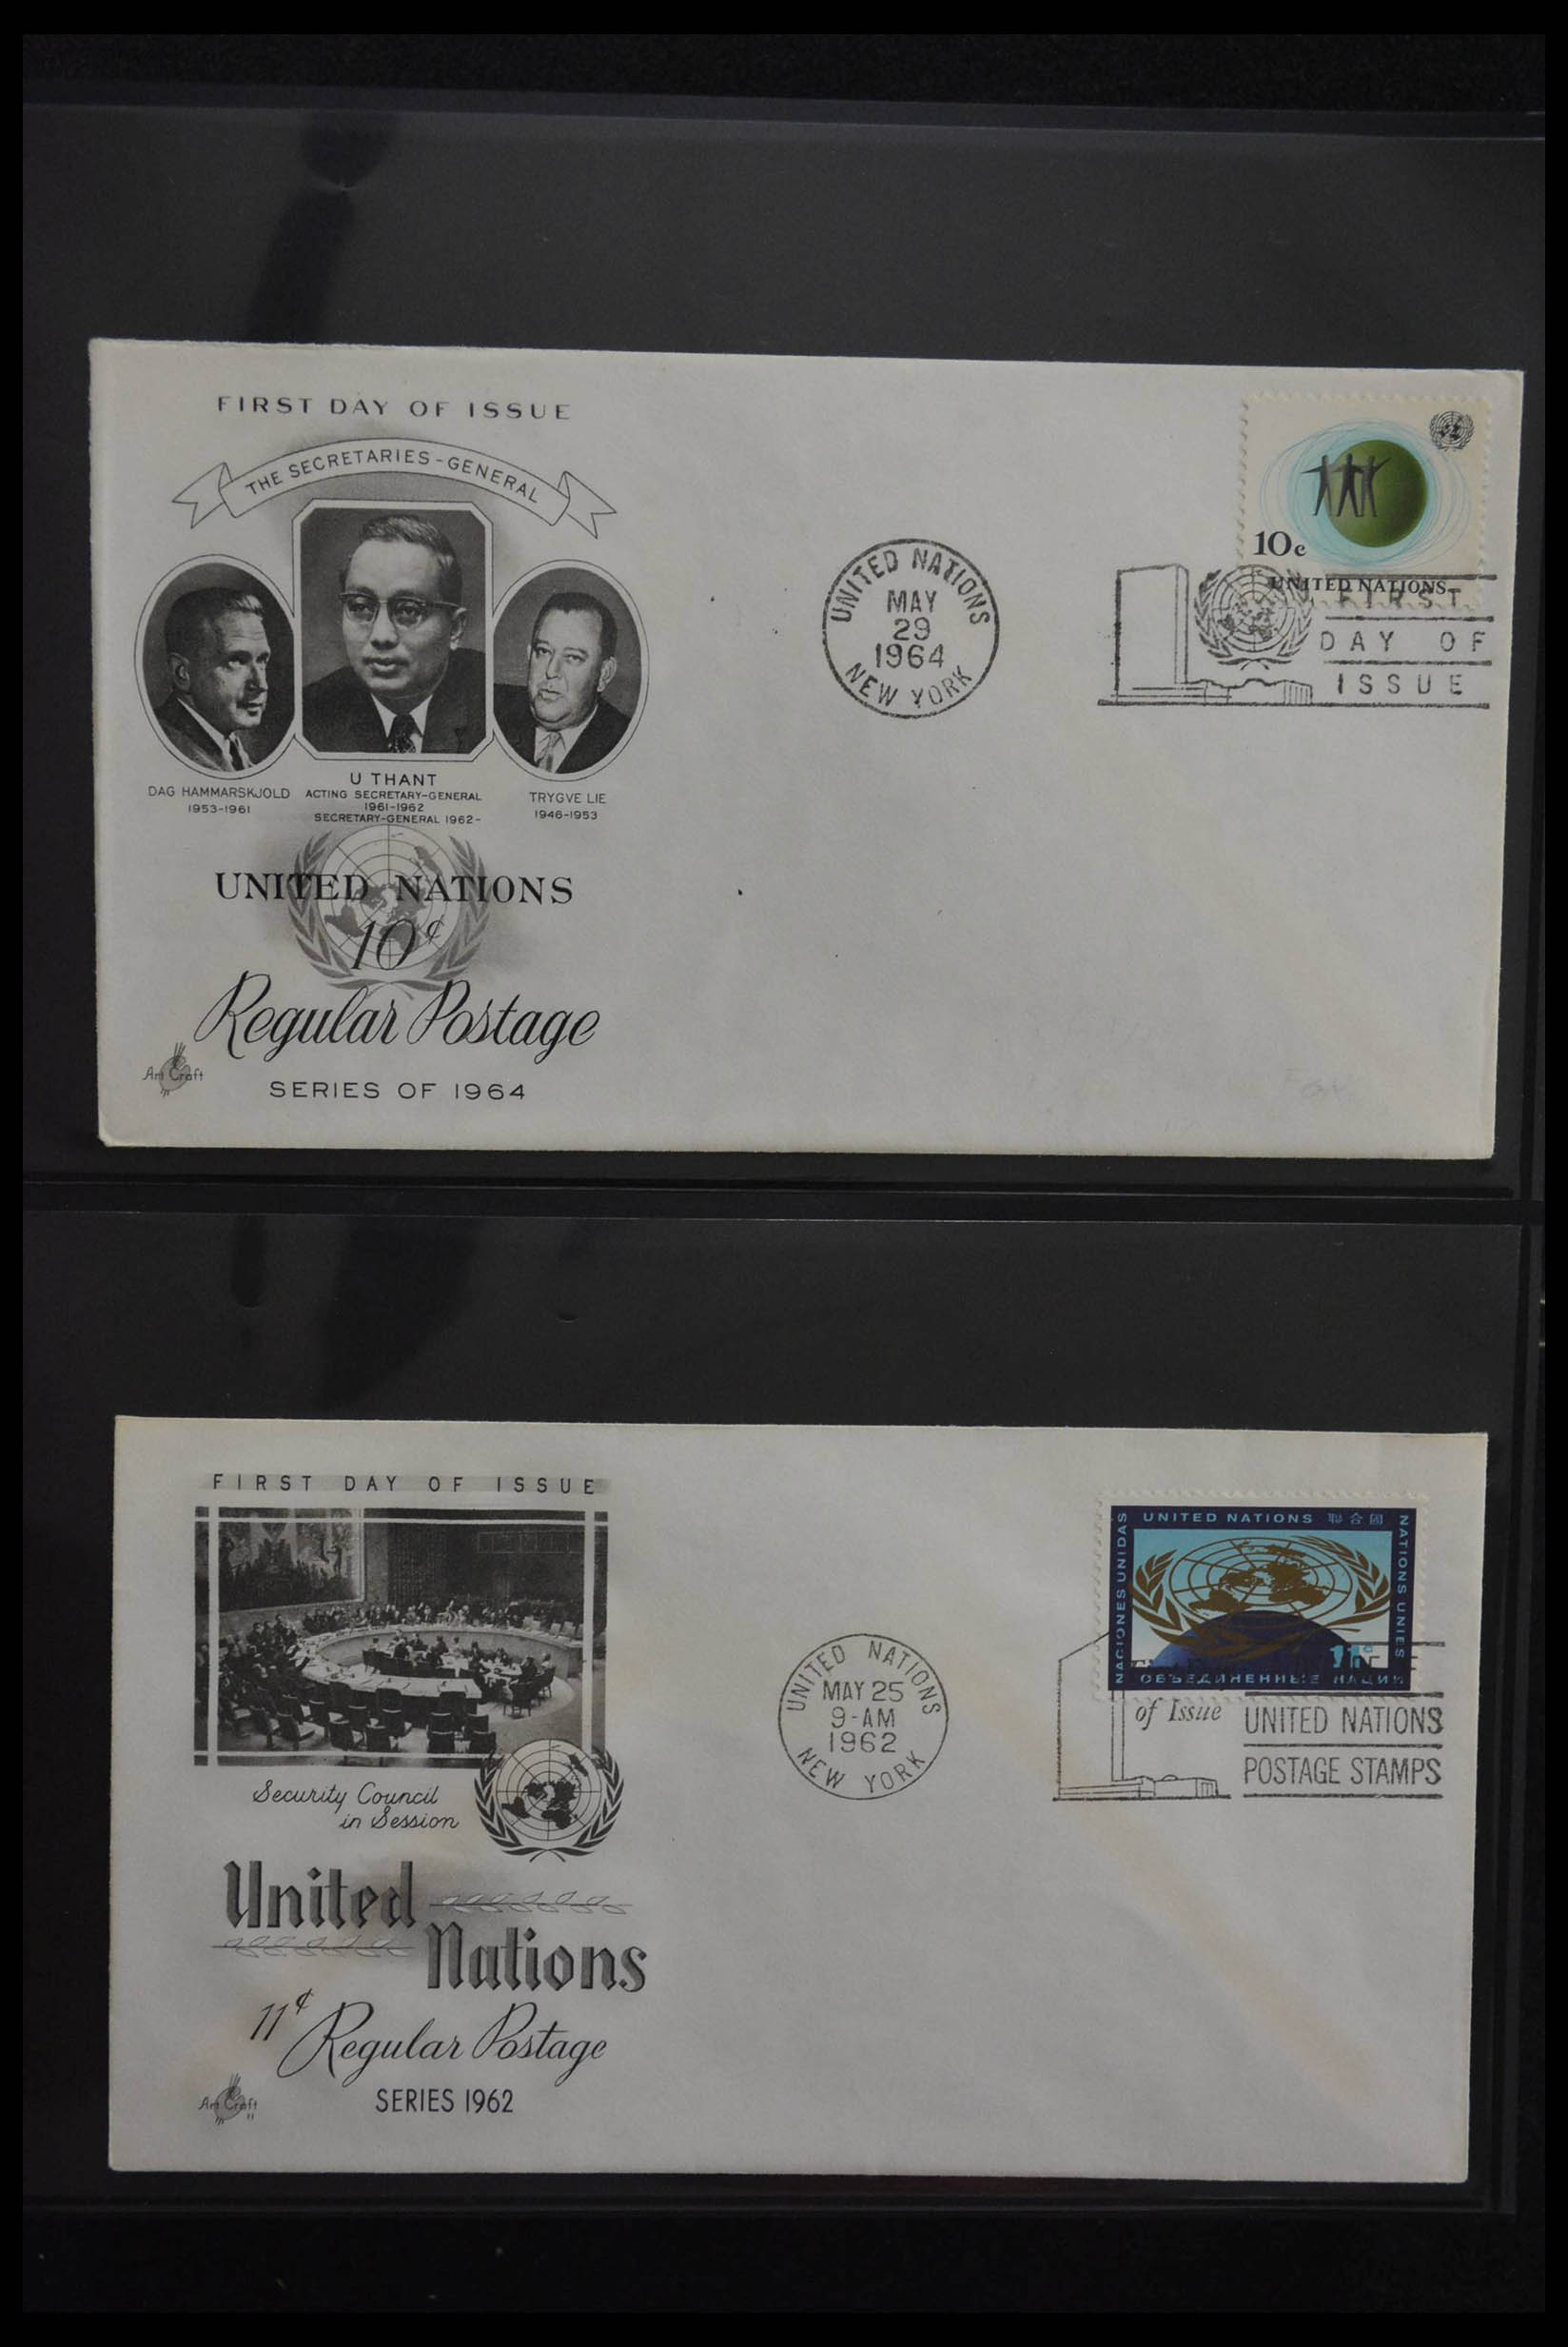 FIRST DAY OF ISSUE
THE SECRETARIES-GENERAL
DAG HAMMARSKJOLD
1953-1961
U THANT
ACTING SECRETARY-GENERAL
1961-1962
SECRETARY-GENERAL 1962-
TRYGVE LIE
1946-1953
UNITED NATIONS
10¢
Regular Postage
SERIES OF 1964
Art Craft
UNITED NATIONS
MAY
29
1964
NEW YORK
10c
UNITED NATIONS
FIRST
DAY OF
ISSUE
FIRST DAY OF ISSUE
Security Council
in Session
United
Nations
11¢ Regular Postage
SERIES 1962
Art Craft
UNITED NATIONS
MAY 25
9-AM
1962
NEW YORK
UNITED NATIONS 聯合國
NACIONES UNIDAS
NATIONS UNIES
11c
ОБЪЕДИНЕННЫЕ НАЦИИ
of Issue
UNITED NATIONS
POSTAGE STAMPS